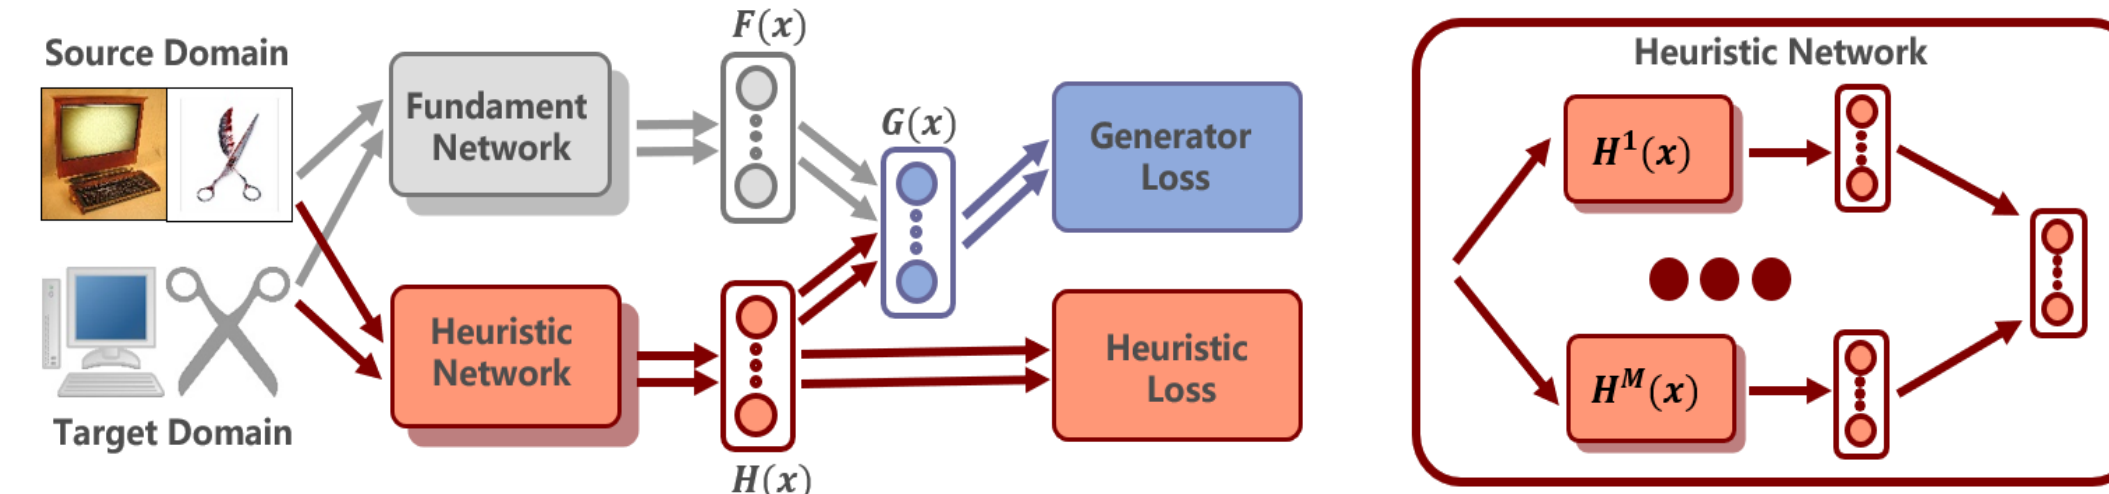 Source Domain
Target Domain
Fundament
Network
Heuristic
Network
F(x)
H(x)
G(x)
Generator
Loss
Heuristic
Loss
Heuristic Network
H¹(x)
Hᴹ(x)